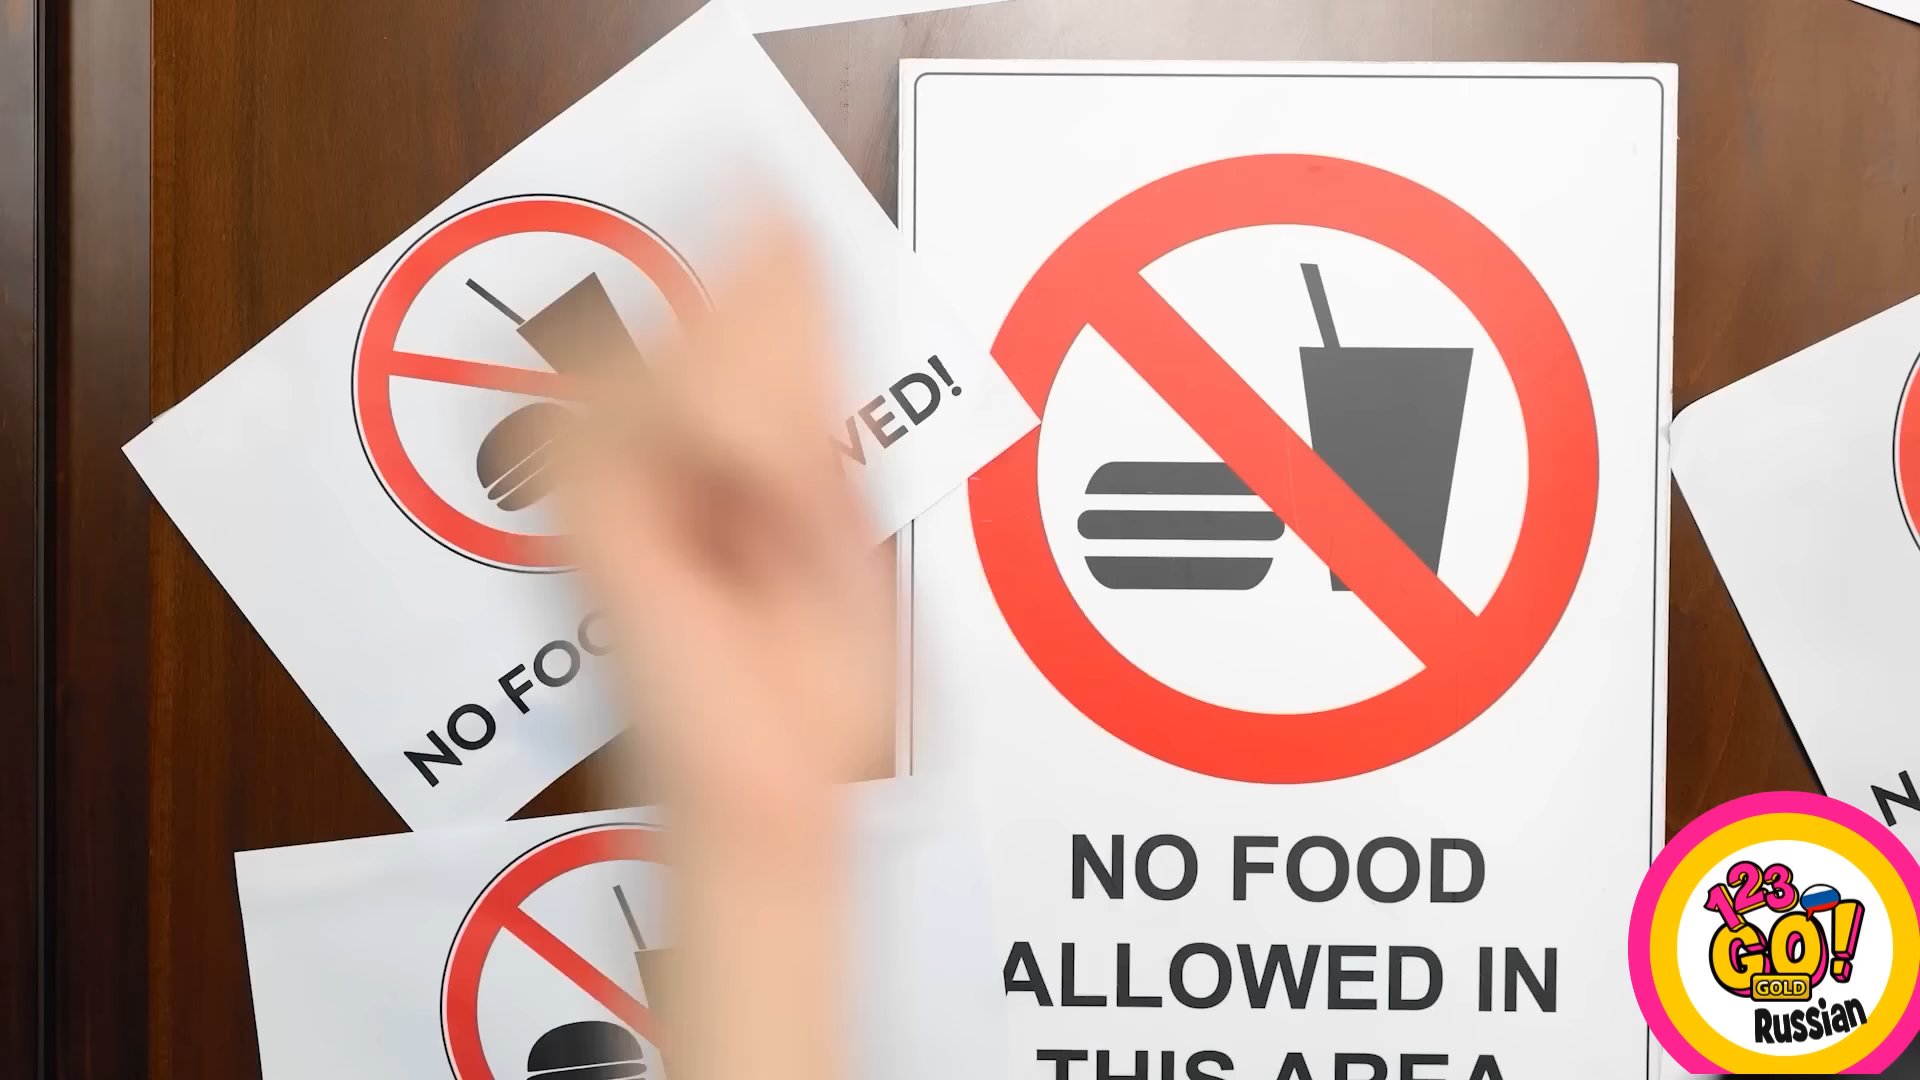 NO FOO
VED!
NO FOOD
ALLOWED IN
THIS AREA
N
123
GO!
GOLD
Russian